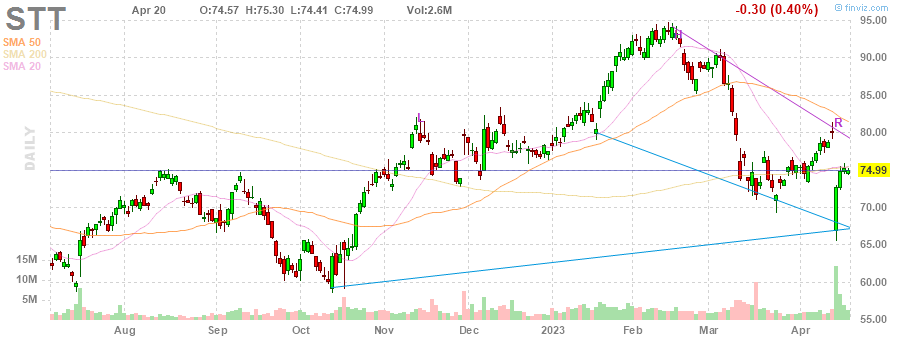 STT Apr 20 O:74.57 H:75.30 L:74.41 C:74.99 Vol:2.6M -0.30 (0.40%) finviz.com
SMA 50
SMA 200
SMA 20
DAILY
95.00
90.00
85.00
80.00
R
74.99
70.00
65.00
60.00
55.00
15M
10M
5M
Aug Sep Oct Nov Dec 2023 Feb Mar Apr